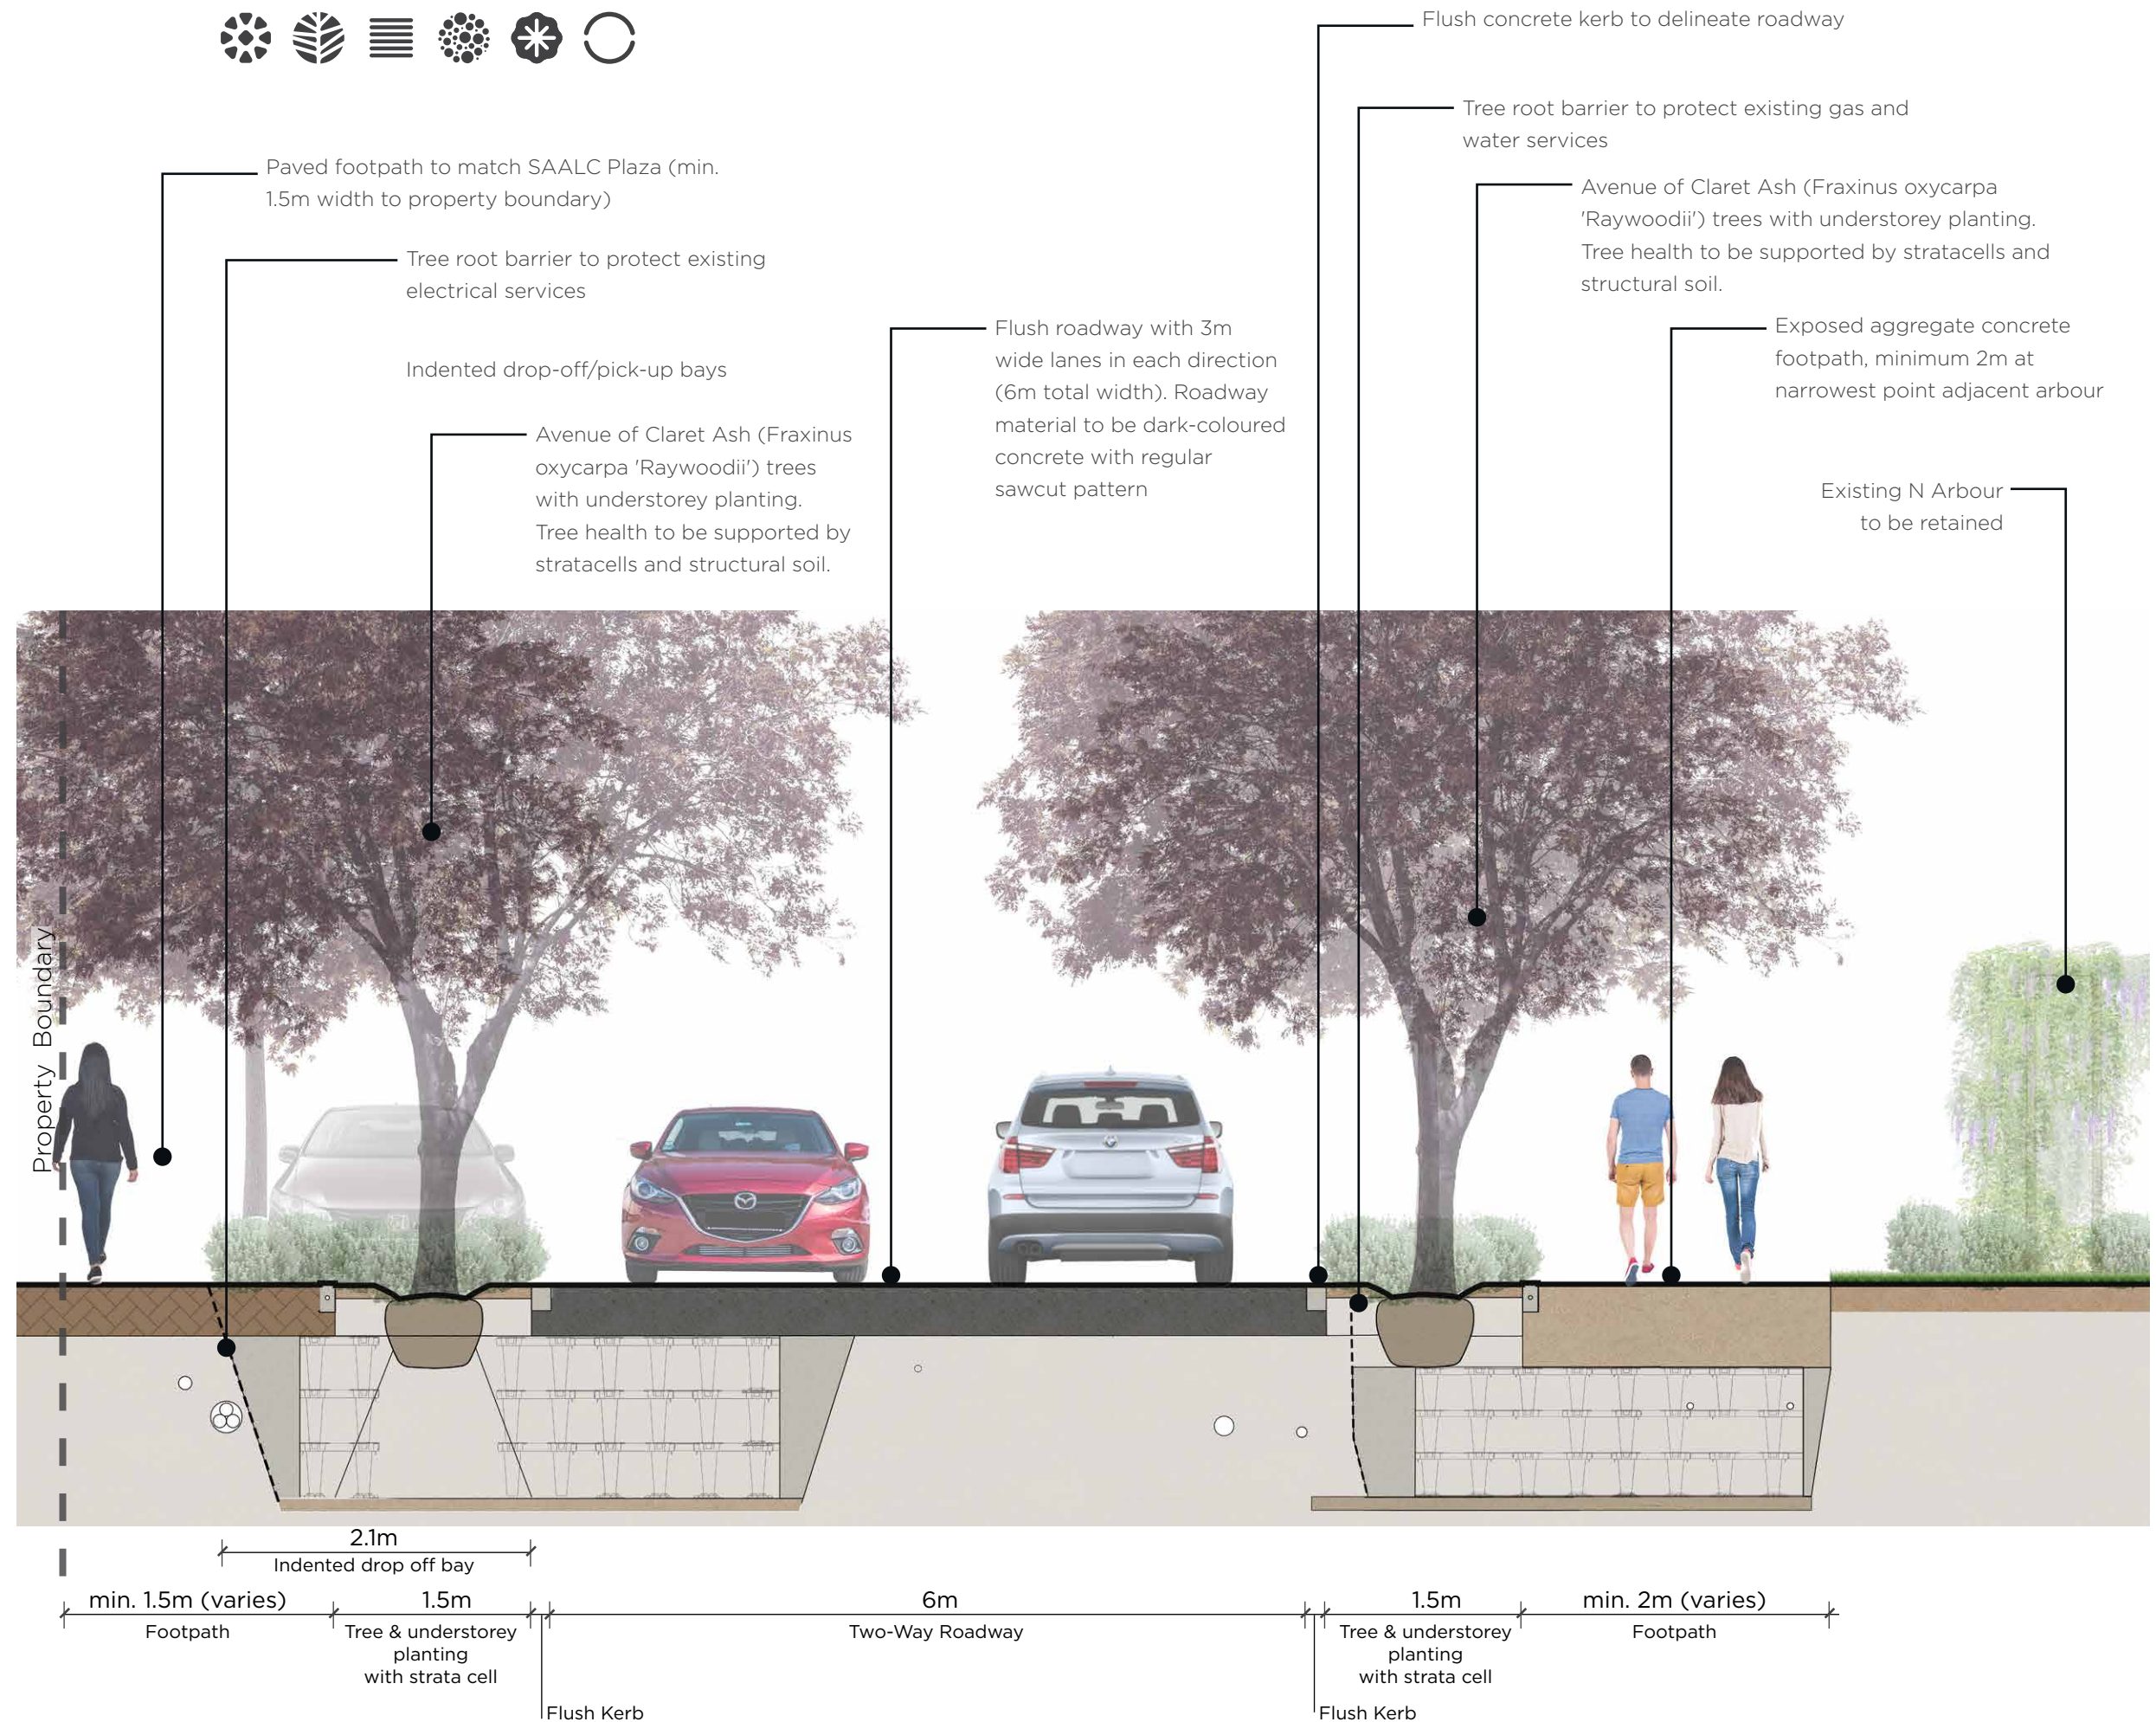 Flush concrete kerb to delineate roadway
Tree root barrier to protect existing gas and
water services
Paved footpath to match SAALC Plaza (min.
1.5m width to property boundary)
Avenue of Claret Ash (Fraxinus oxycarpa
'Raywoodii') trees with understorey planting.
Tree health to be supported by stratacells and
structural soil.
Tree root barrier to protect existing
electrical services
Flush roadway with 3m
wide lanes in each direction
(6m total width). Roadway
material to be dark-coloured
concrete with regular
sawcut pattern
Exposed aggregate concrete
footpath, minimum 2m at
narrowest point adjacent arbour
Indented drop-off/pick-up bays
Avenue of Claret Ash (Fraxinus
oxycarpa 'Raywoodii') trees
with understorey planting.
Tree health to be supported by
stratacells and structural soil.
Existing N Arbour
to be retained
Property Boundary
2.1m
Indented drop off bay
min. 1.5m (varies)
Footpath
1.5m
Tree & understorey
planting
with strata cell
Flush Kerb
6m
Two-Way Roadway
Flush Kerb
1.5m
Tree & understorey
planting
with strata cell
min. 2m (varies)
Footpath